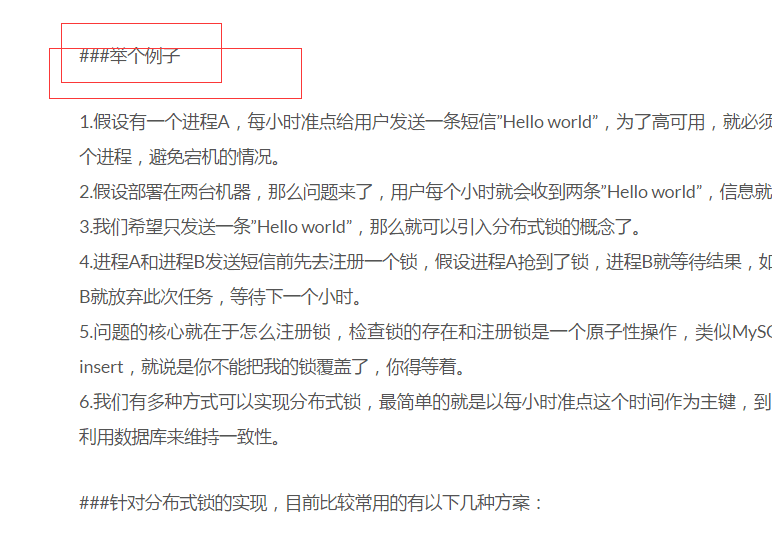 ###举个例子
1.假设有一个进程A，每小时准点给用户发送一条短信”Hello world”，为了高可用，就必须
个进程，避免宕机的情况。
2.假设部署在两台机器，那么问题来了，用户每个小时就会收到两条”Hello world”，信息就
3.我们希望只发送一条”Hello world”，那么就可以引入分布式锁的概念了。
4.进程A和进程B发送短信前先去注册一个锁，假设进程A抢到了锁，进程B就等待结果，如
B就放弃此次任务，等待下一个小时。
5.问题的核心就在于怎么注册锁，检查锁的存在和注册锁是一个原子性操作，类似MySQ
insert，就说是你不能把我的锁覆盖了，你得等着。
6.我们有多种方式可以实现分布式锁，最简单的就是以每小时准点这个时间作为主键，到
利用数据库来维持一致性。
###针对分布式锁的实现，目前比较常用的有以下几种方案：